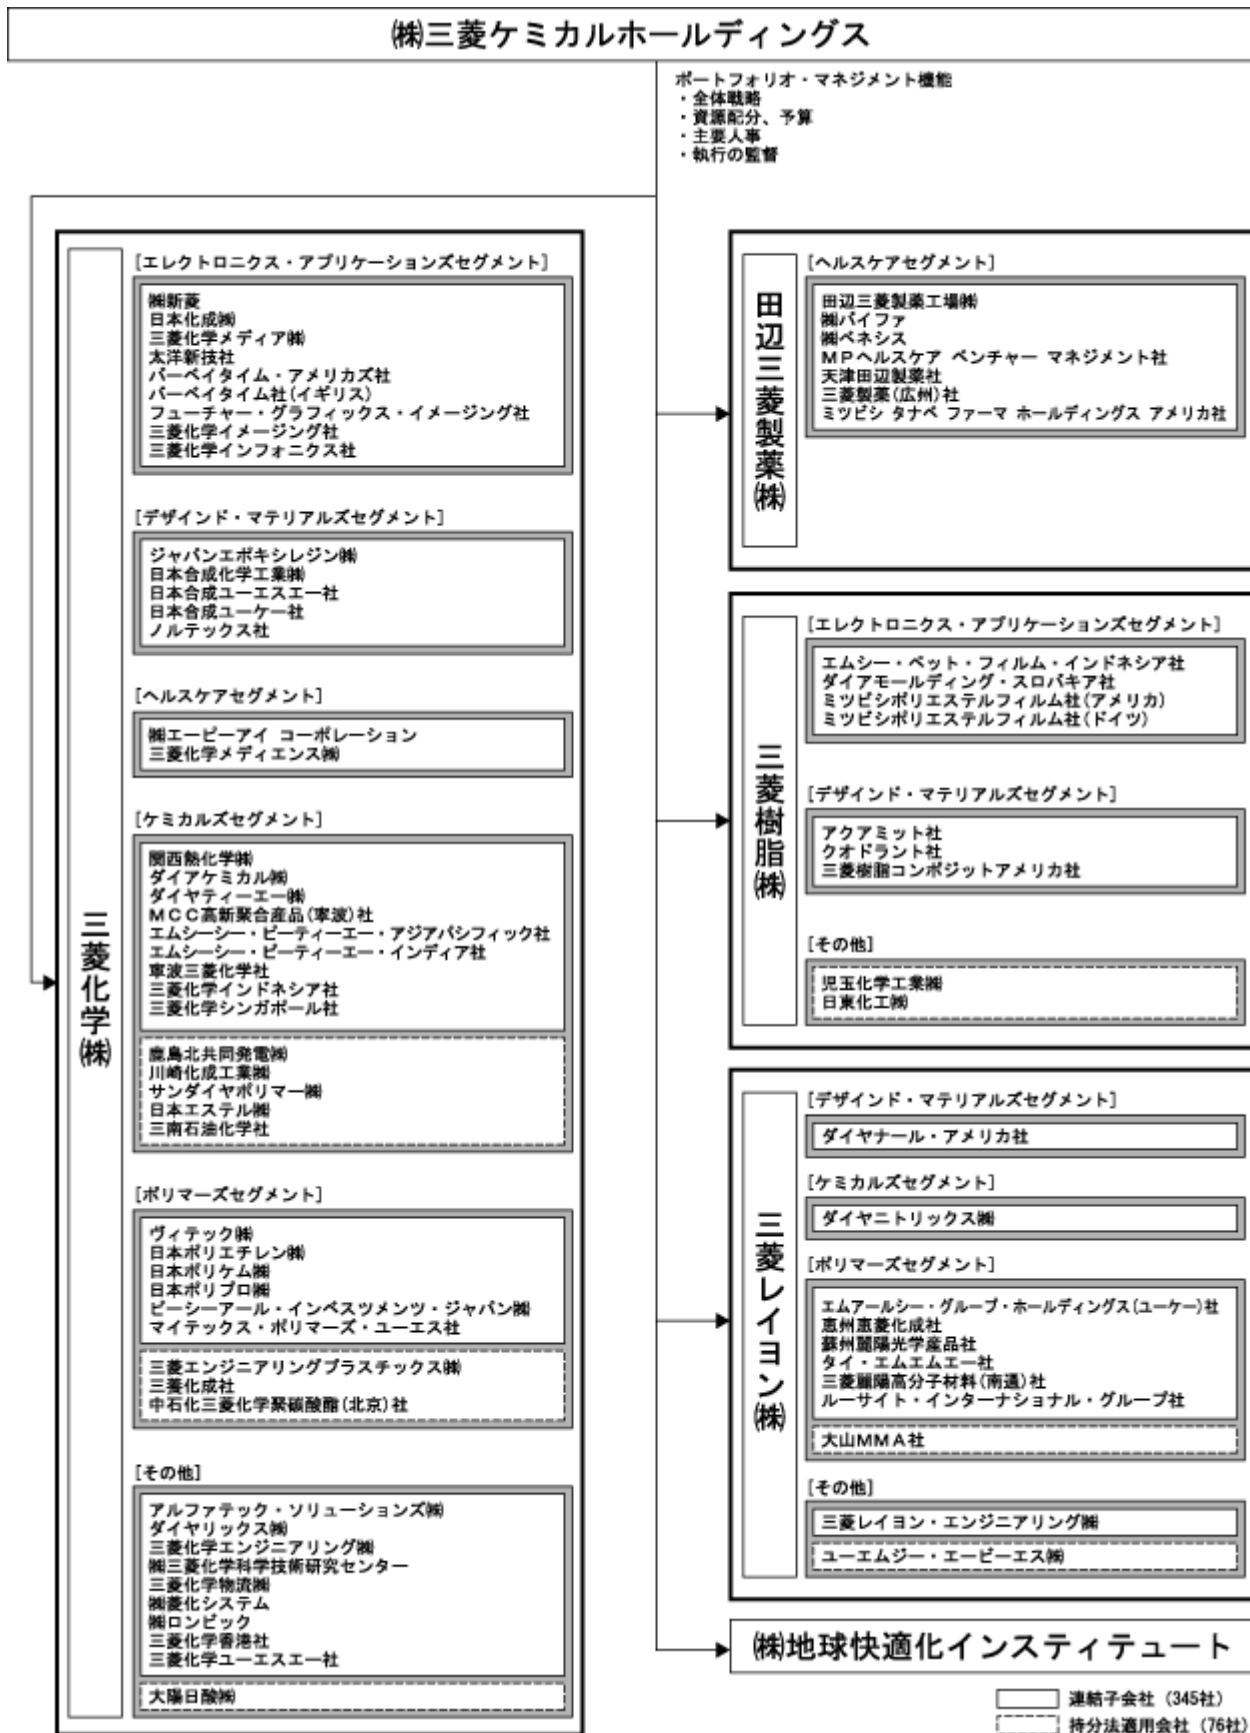 ㈱三菱ケミカルホールディングス
ポートフォリオ・マネジメント機能
・全体戦略
・資源配分、予算
・主要人事
・執行の監督
三菱化学㈱
[エレクトロニクス・アプリケーションズセグメント]
㈱新菱
日本化成㈱
三菱化学メディア㈱
太洋新技社
バーベイタイム・アメリカズ社
バーベイタイム社(イギリス)
フューチャー・グラフィックス・イメージング社
三菱化学イメージング社
三菱化学インフォニクス社
[デザインド・マテリアルズセグメント]
ジャパンエポキシレジン㈱
日本合成化学工業㈱
日本合成ユーエスエー社
日本合成ユーケー社
ノルテックス社
[ヘルスケアセグメント]
㈱エーピーアイ コーポレーション
三菱化学メディエンス㈱
[ケミカルズセグメント]
関西熱化学㈱
ダイアケミカル㈱
ダイヤティーエー㈱
MCC高新聚合産品(寧波)社
エムシーシー・ピーティーエー・アジアパシフィック社
エムシーシー・ピーティーエー・インディア社
寧波三菱化学社
三菱化学インドネシア社
三菱化学シンガポール社
鹿島北共同発電㈱
川崎化成工業㈱
サンダイヤポリマー㈱
日本エステル㈱
三南石油化学社
[ポリマーズセグメント]
ヴィテック㈱
日本ポリエチレン㈱
日本ポリケム㈱
日本ポリプロ㈱
ピーシーアール・インベスツメンツ・ジャパン㈱
マイテックス・ポリマーズ・ユーエス社
三菱エンジニアリングプラスチックス㈱
三養化成社
中石化三菱化学聚碳酸酯(北京)社
[その他]
アルファテック・ソリューションズ㈱
ダイヤリックス㈱
三菱化学エンジニアリング㈱
㈱三菱化学科学技術研究センター
三菱化学物流㈱
㈱菱化システム
㈱ロンビック
三菱化学香港社
三菱化学ユーエスエー社
大陽日酸㈱
田辺三菱製薬㈱
[ヘルスケアセグメント]
田辺三菱製薬工場㈱
㈱バイファ
㈱ベネシス
MPヘルスケア ベンチャー マネジメント社
天津田辺製薬社
三菱製薬(広州)社
ミツビシ タナベ ファーマ ホールディングス アメリカ社
三菱樹脂㈱
[エレクトロニクス・アプリケーションズセグメント]
エムシー・ペット・フィルム・インドネシア社
ダイアモールディング・スロバキア社
ミツビシポリエステルフィルム社(アメリカ)
ミツビシポリエステルフィルム社(ドイツ)
[デザインド・マテリアルズセグメント]
アクアミット社
クオドラント社
三菱樹脂コンポジットアメリカ社
[その他]
児玉化学工業㈱
日東化工㈱
三菱レイヨン㈱
[デザインド・マテリアルズセグメント]
ダイヤナール・アメリカ社
[ケミカルズセグメント]
ダイヤニトリックス㈱
[ポリマーズセグメント]
エムアールシー・グループ・ホールディングス(ユーケー)社
恵州恵菱化成社
蘇州麗陽光学産品社
タイ・エムエムエー社
三菱麗陽高分子材料(南通)社
ルーサイト・インターナショナル・グループ社
大山MMA社
[その他]
三菱レイヨン・エンジニアリング㈱
ユーエムジー・エービーエス㈱
㈱地球快適化インスティテュート
連結子会社 (345社)
持分法適用会社 (76社)